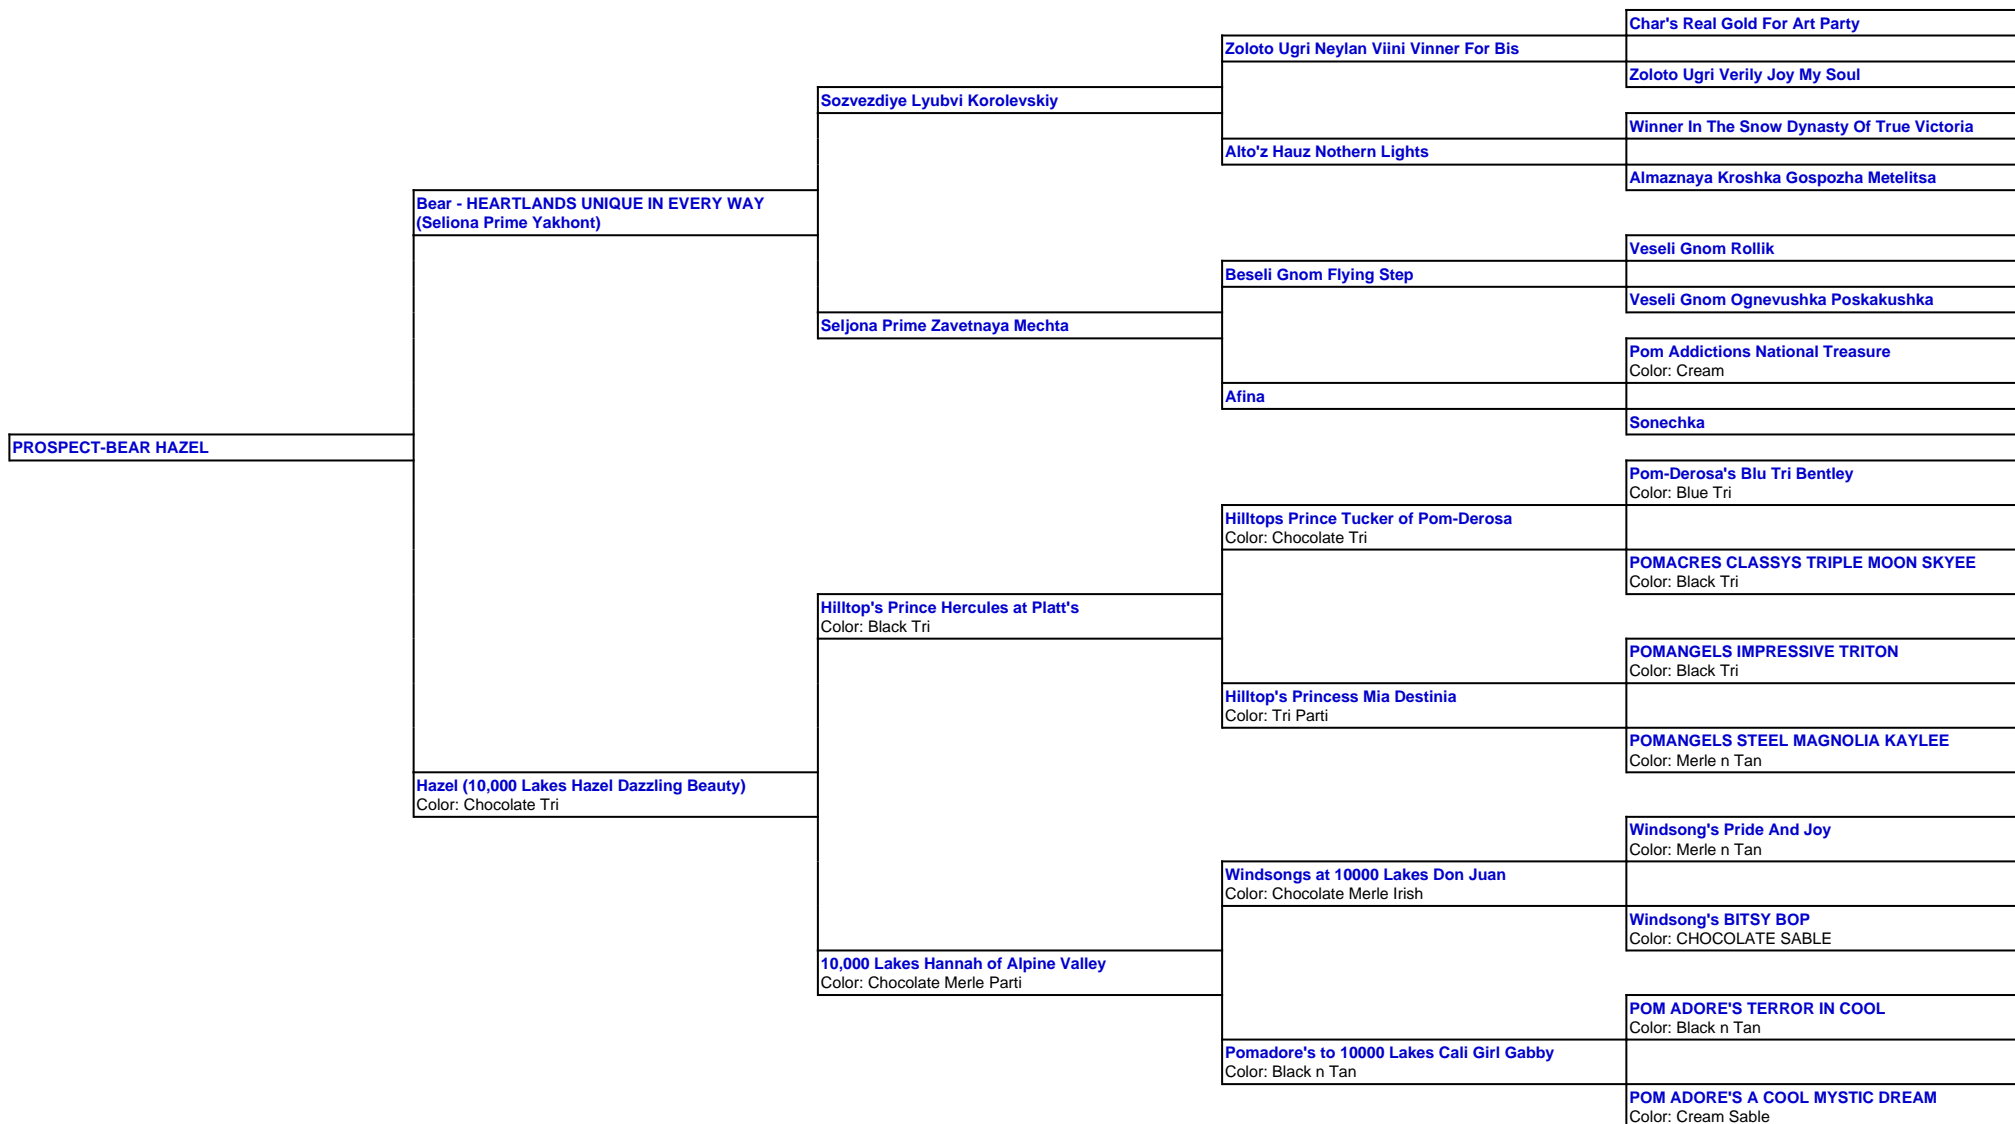 PROSPECT-BEAR HAZEL
Bear - HEARTLANDS UNIQUE IN EVERY WAY
(Seliona Prime Yakhont)
Hazel (10,000 Lakes Hazel Dazzling Beauty)
Color: Chocolate Tri
Sozvezdiye Lyubvi Korolevskiy
Seljona Prime Zavetnaya Mechta
Hilltop's Prince Hercules at Platt's
Color: Black Tri
10,000 Lakes Hannah of Alpine Valley
Color: Chocolate Merle Parti
Zoloto Ugri Neylan Viini Vinner For Bis
Alto'z Hauz Nothern Lights
Beseli Gnom Flying Step
Afina
Hilltops Prince Tucker of Pom-Derosa
Color: Chocolate Tri
Hilltop's Princess Mia Destinia
Color: Tri Parti
Windsongs at 10000 Lakes Don Juan
Color: Chocolate Merle Irish
Pomadore's to 10000 Lakes Cali Girl Gabby
Color: Black n Tan
Char's Real Gold For Art Party
Zoloto Ugri Verily Joy My Soul
Winner In The Snow Dynasty Of True Victoria
Almaznaya Kroshka Gospozha Metelitsa
Veseli Gnom Rollik
Veseli Gnom Ognevushka Poskakushka
Pom Addictions National Treasure
Color: Cream
Sonechka
Pom-Derosa's Blu Tri Bentley
Color: Blue Tri
POMACRES CLASSYS TRIPLE MOON SKYEE
Color: Black Tri
POMANGELS IMPRESSIVE TRITON
Color: Black Tri
POMANGELS STEEL MAGNOLIA KAYLEE
Color: Merle n Tan
Windsong's Pride And Joy
Color: Merle n Tan
Windsong's BITSY BOP
Color: CHOCOLATE SABLE
POM ADORE'S TERROR IN COOL
Color: Black n Tan
POM ADORE'S A COOL MYSTIC DREAM
Color: Cream Sable